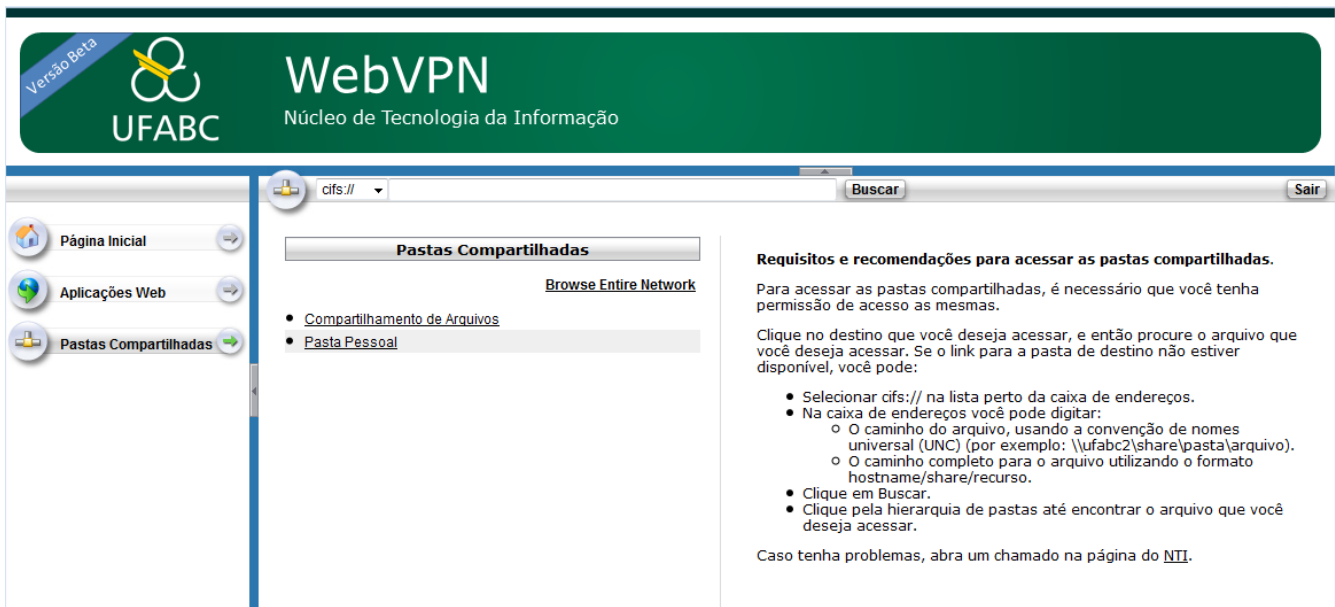 Versão Beta
UFABC
WebVPN
Núcleo de Tecnologia da Informação
cifs://
Buscar
Sair
Página Inicial
Aplicações Web
Pastas Compartilhadas
Pastas Compartilhadas
Browse Entire Network
Compartilhamento de Arquivos
Pasta Pessoal
Requisitos e recomendações para acessar as pastas compartilhadas.
Para acessar as pastas compartilhadas, é necessário que você tenha
permissão de acesso as mesmas.
Clique no destino que você deseja acessar, e então procure o arquivo que
você deseja acessar. Se o link para a pasta de destino não estiver
disponível, você pode:
Selecionar cifs:// na lista perto da caixa de endereços.
Na caixa de endereços você pode digitar:
O caminho do arquivo, usando a convenção de nomes
universal (UNC) (por exemplo: \\ufabc2\share\pasta\arquivo).
O caminho completo para o arquivo utilizando o formato
hostname/share/recurso.
Clique em Buscar.
Clique pela hierarquia de pastas até encontrar o arquivo que você
deseja acessar.
Caso tenha problemas, abra um chamado na página do NTI.